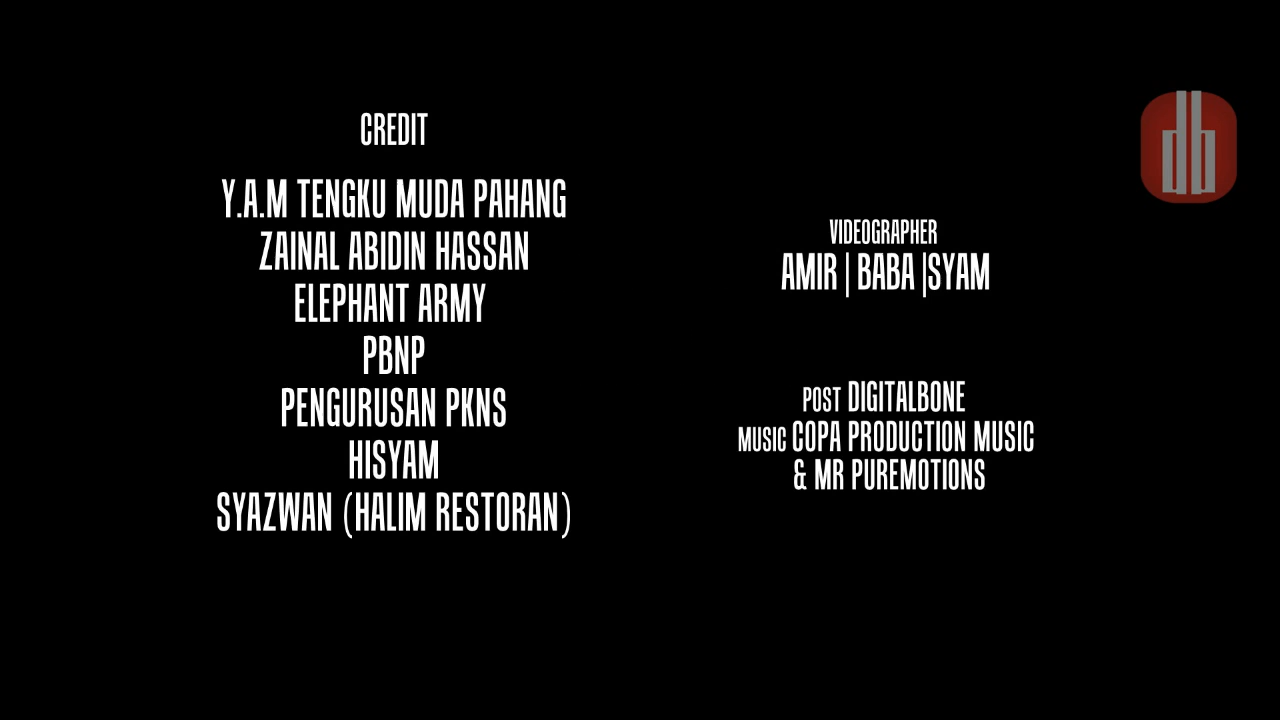 CREDIT
Y.A.M TENGKU MUDA PAHANG
ZAINAL ABIDIN HASSAN
ELEPHANT ARMY
PBNP
PENGURUSAN PKNS
HISYAM
SYAZWAN (HALIM RESTORAN)
VIDEOGRAPHER
AMIR | BABA |SYAM
POST DIGITALBONE
MUSIC COPA PRODUCTION MUSIC
& MR PUREMOTIONS
db